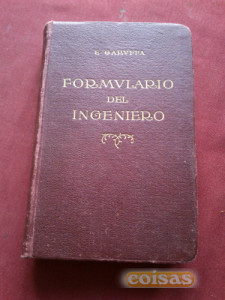 E. GARVFFA
FORMVLARIO
DEL
INGENIERO
coisas